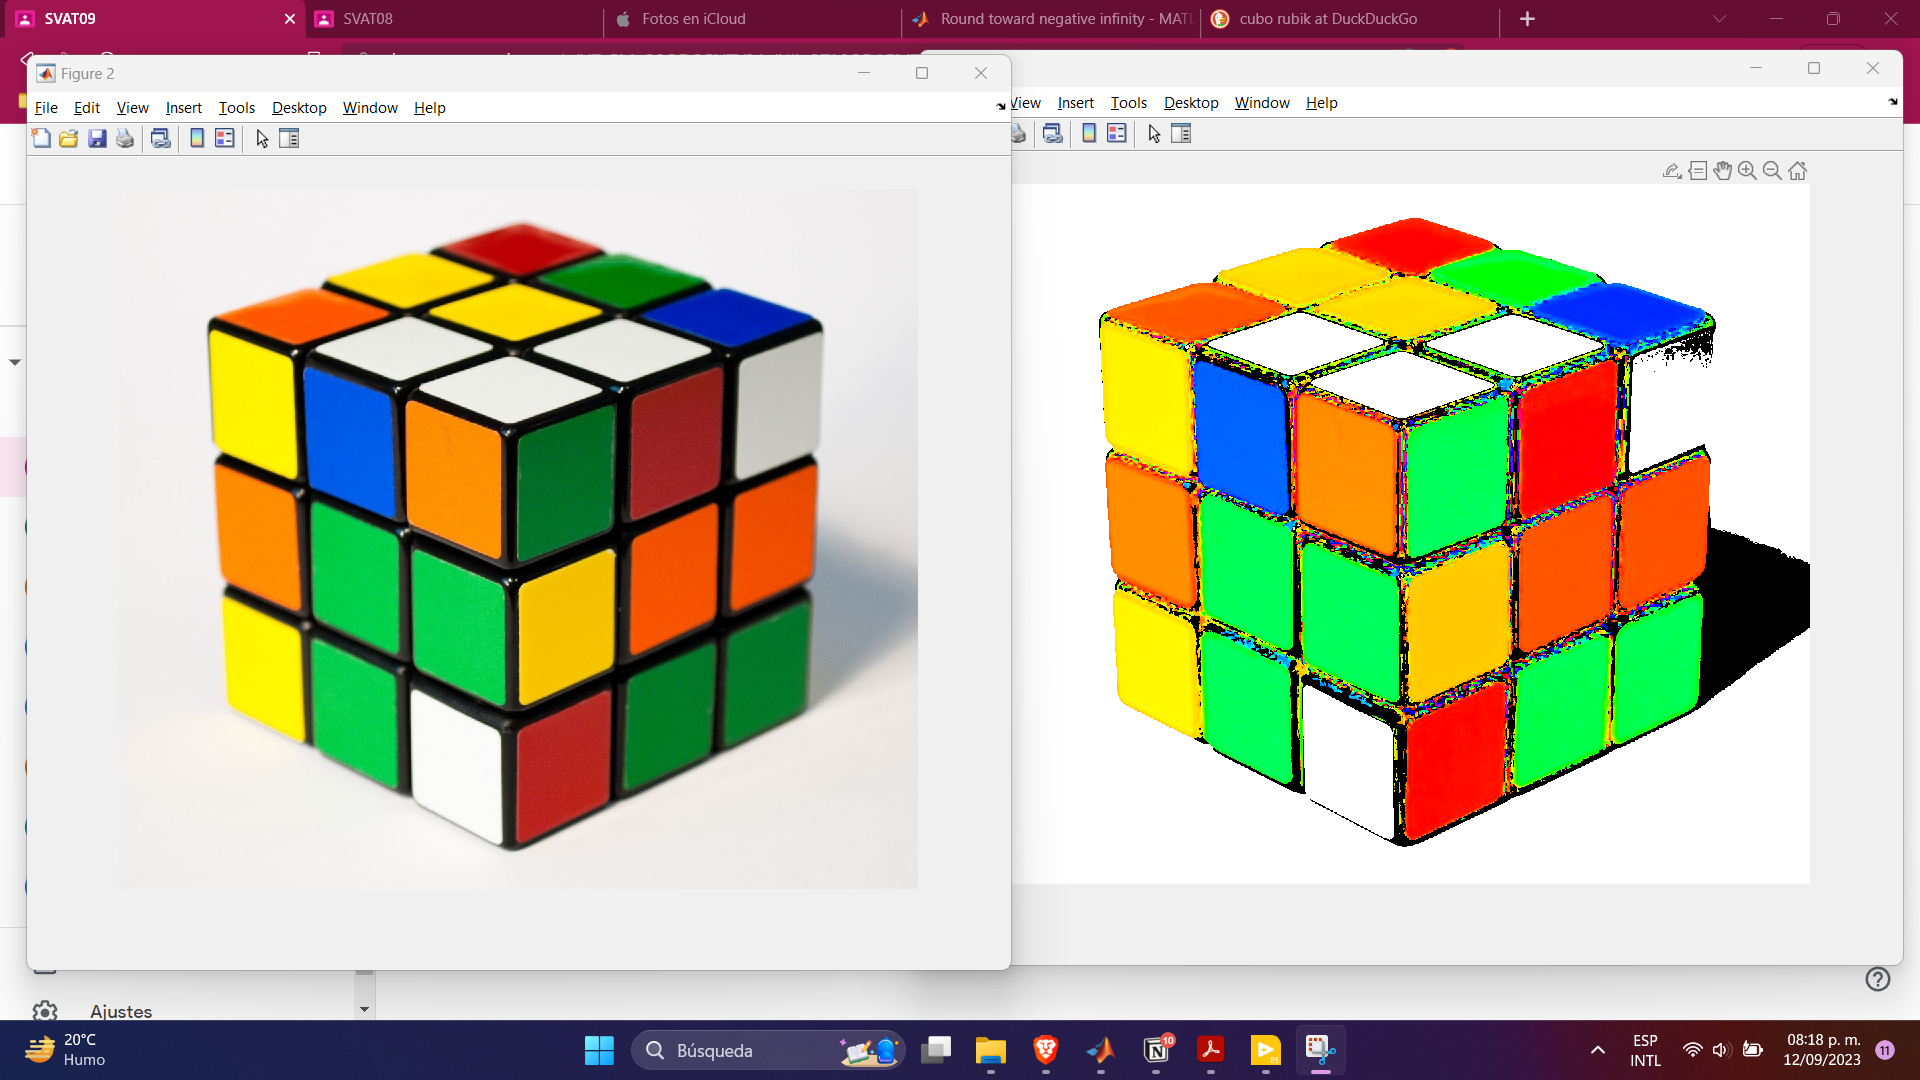 SVAT09
SVAT08
Fotos en iCloud
Round toward negative infinity - MATL
cubo rubik at DuckDuckGo
Figure 2
File Edit View Insert Tools Desktop Window Help
View Insert Tools Desktop Window Help
Ajustes
20°C
Humo
Búsqueda
10
ESP
INTL
08:18 p. m.
12/09/2023
11